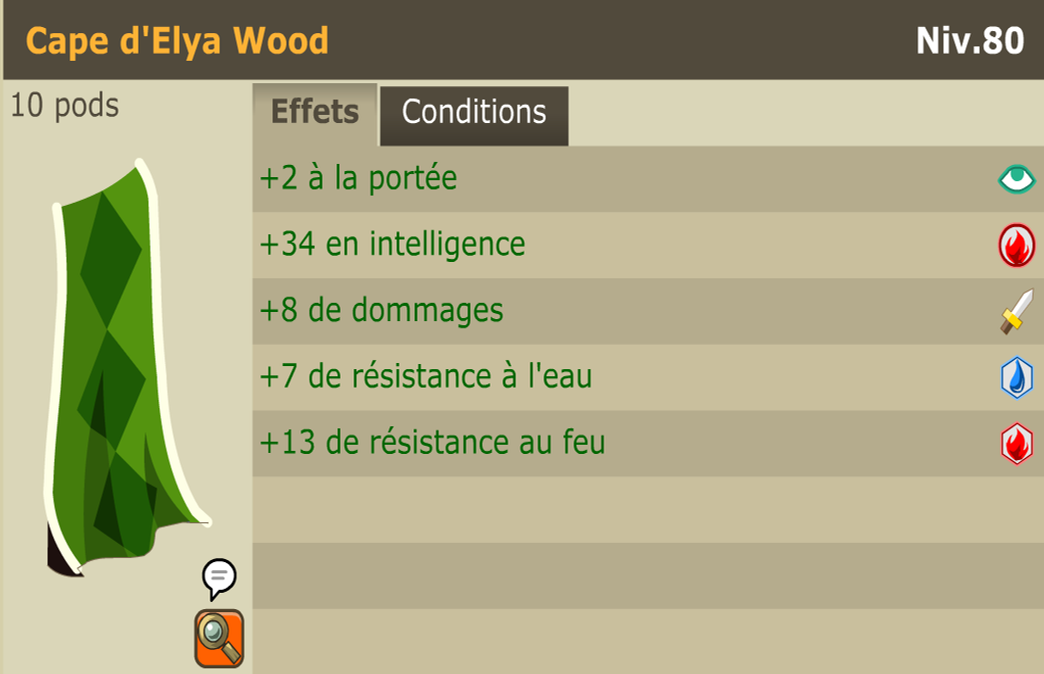 Cape d'Elya Wood
Niv.80
10 pods
Effets
Conditions
+2 à la portée
+34 en intelligence
+8 de dommages
+7 de résistance à l'eau
+13 de résistance au feu